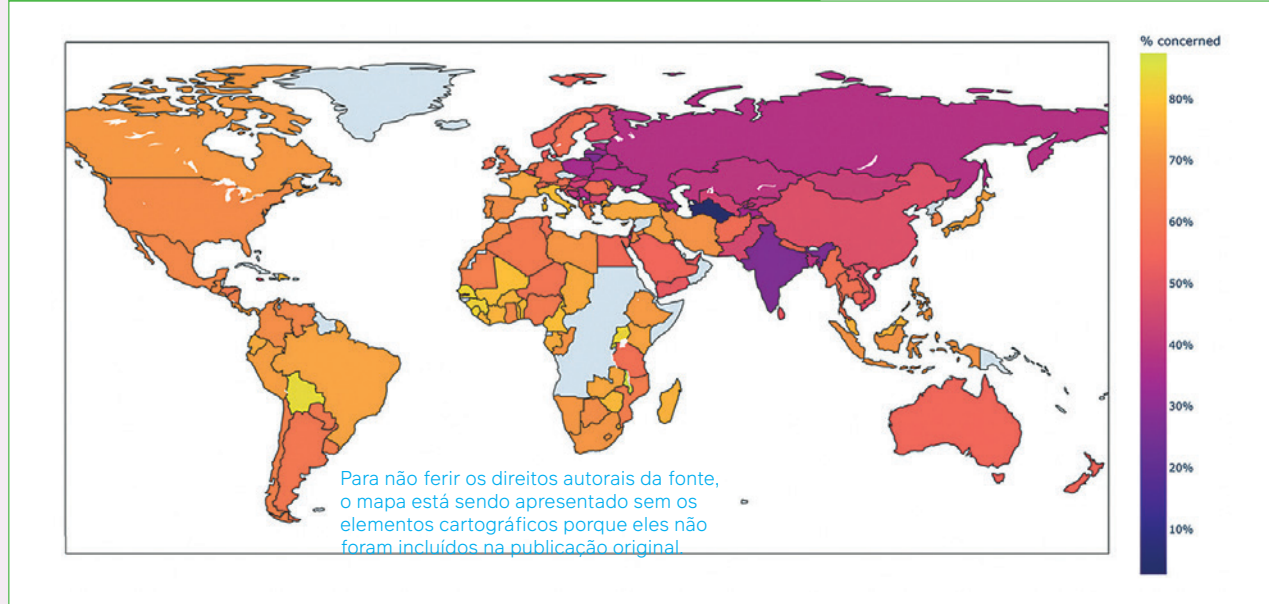 % concerned
80%
70%
60%
50%
40%
30%
20%
10%
Para não ferir os direitos autorais da fonte,
o mapa está sendo apresentado sem os
elementos cartográficos porque eles não
foram incluídos na publicação original.